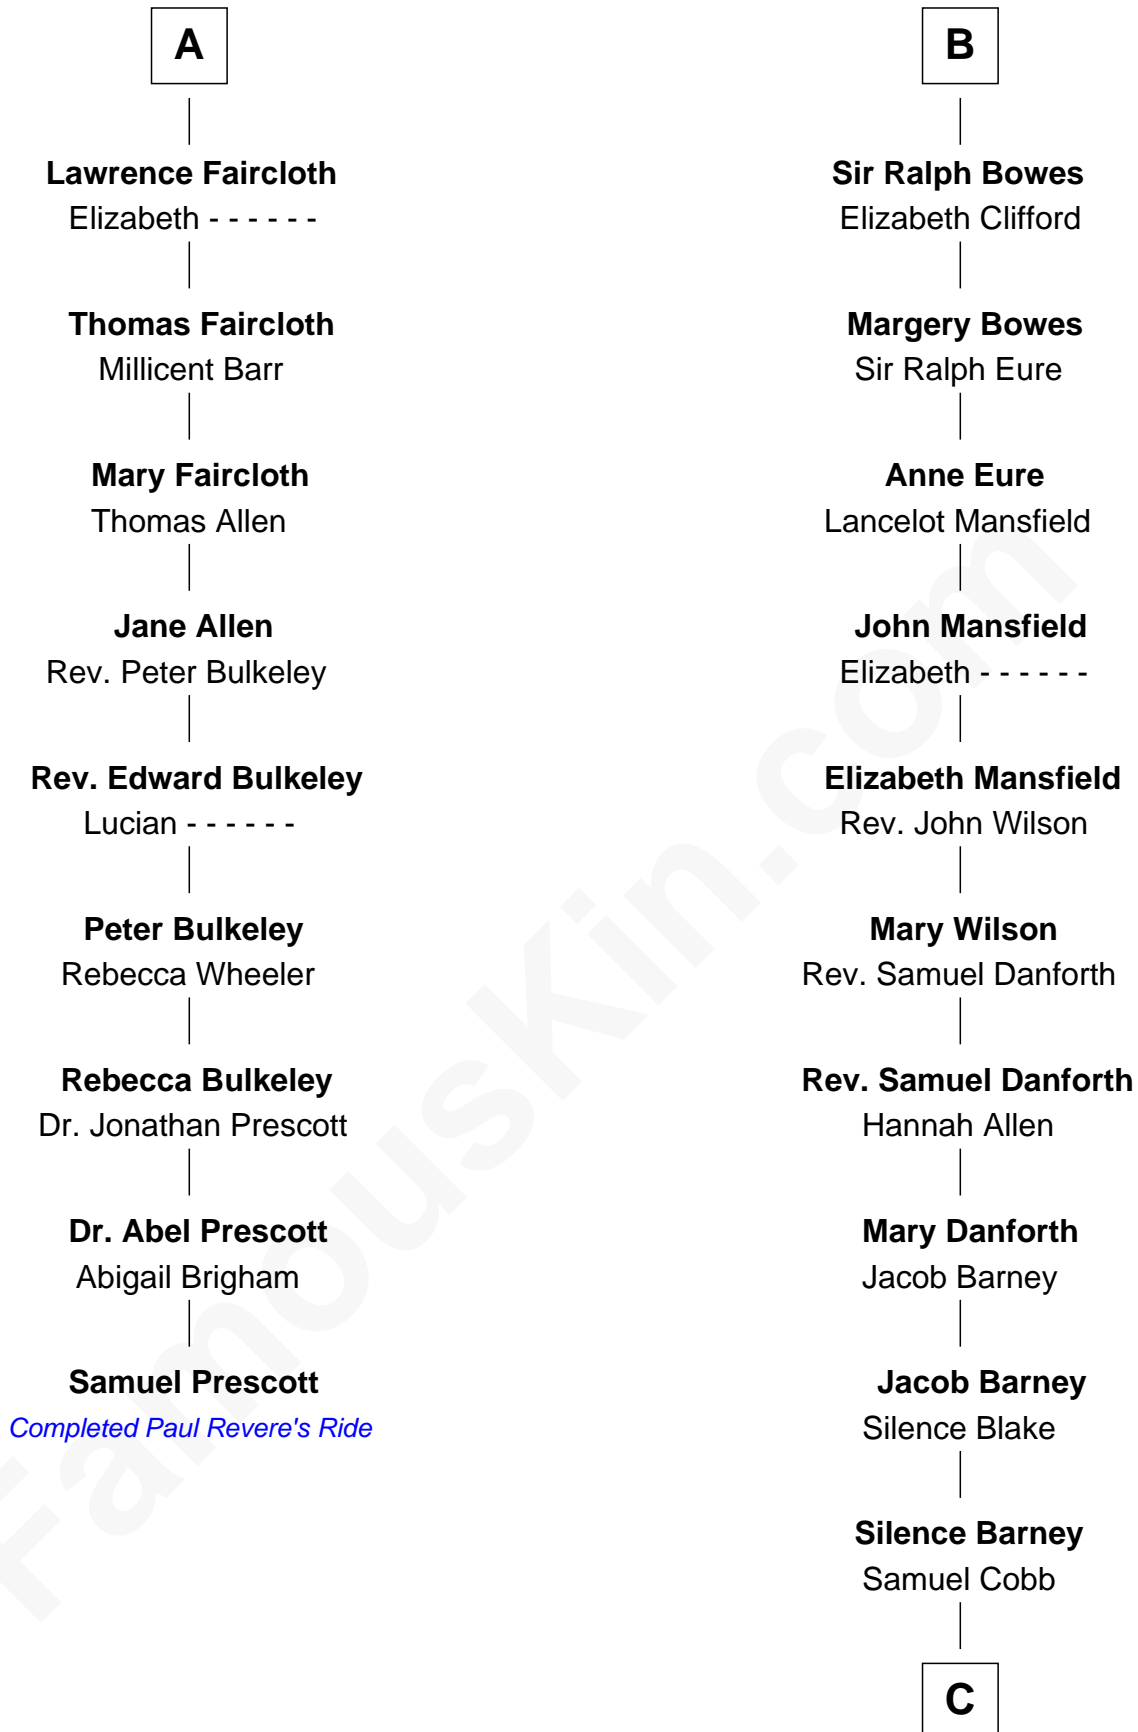 A
Lawrence Faircloth
Elizabeth - - - - - -
Thomas Faircloth
Millicent Barr
Mary Faircloth
Thomas Allen
Jane Allen
Rev. Peter Bulkeley
Rev. Edward Bulkeley
Lucian - - - - - -
Peter Bulkeley
Rebecca Wheeler
Rebecca Bulkeley
Dr. Jonathan Prescott
Dr. Abel Prescott
Abigail Brigham
Samuel Prescott
Completed Paul Revere's Ride
B
Sir Ralph Bowes
Elizabeth Clifford
Margery Bowes
Sir Ralph Eure
Anne Eure
Lancelot Mansfield
John Mansfield
Elizabeth - - - - - -
Elizabeth Mansfield
Rev. John Wilson
Mary Wilson
Rev. Samuel Danforth
Rev. Samuel Danforth
Hannah Allen
Mary Danforth
Jacob Barney
Jacob Barney
Silence Blake
Silence Barney
Samuel Cobb
C
FamousKin.com